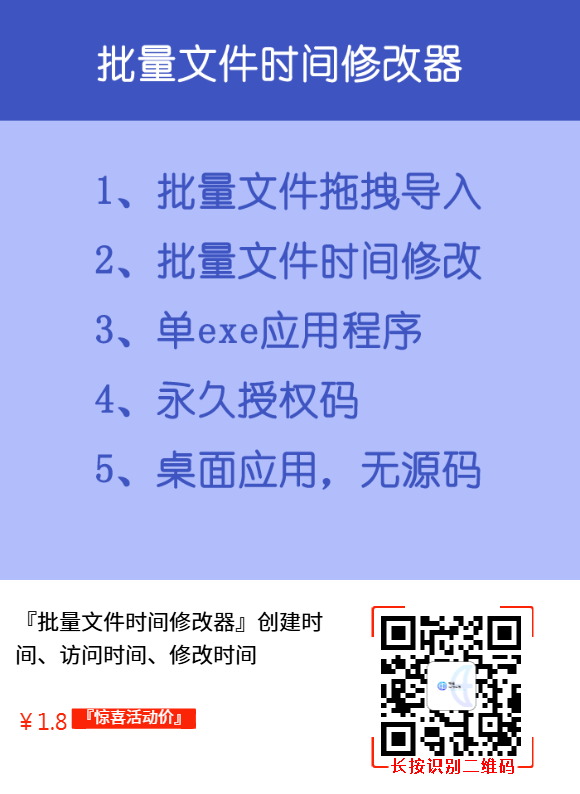 批量文件时间修改器
1、批量文件拖拽导入
2、批量文件时间修改
3、单exe应用程序
4、永久授权码
5、桌面应用，无源码
『批量文件时间修改器』创建时
间、访问时间、修改时间
￥1.8 『惊喜活动价』
长按识别二维码